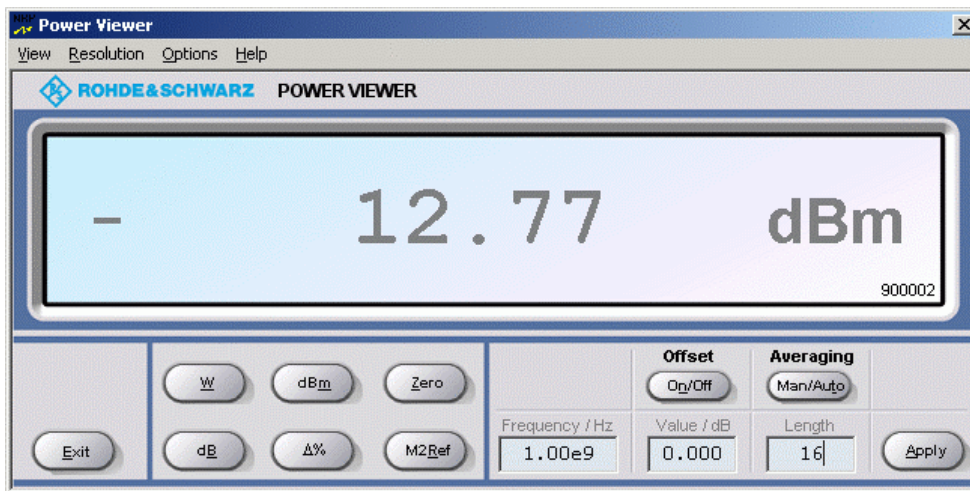 Power Viewer
View Resolution Options Help
ROHDE&SCHWARZ POWER VIEWER
- 12.77 dBm
900002
Offset Averaging
W dBm Zero On/Off Man/Auto
Frequency / Hz Value / dB Length
Exit dB Δ% M2Ref 1.00e9 0.000 16 Apply